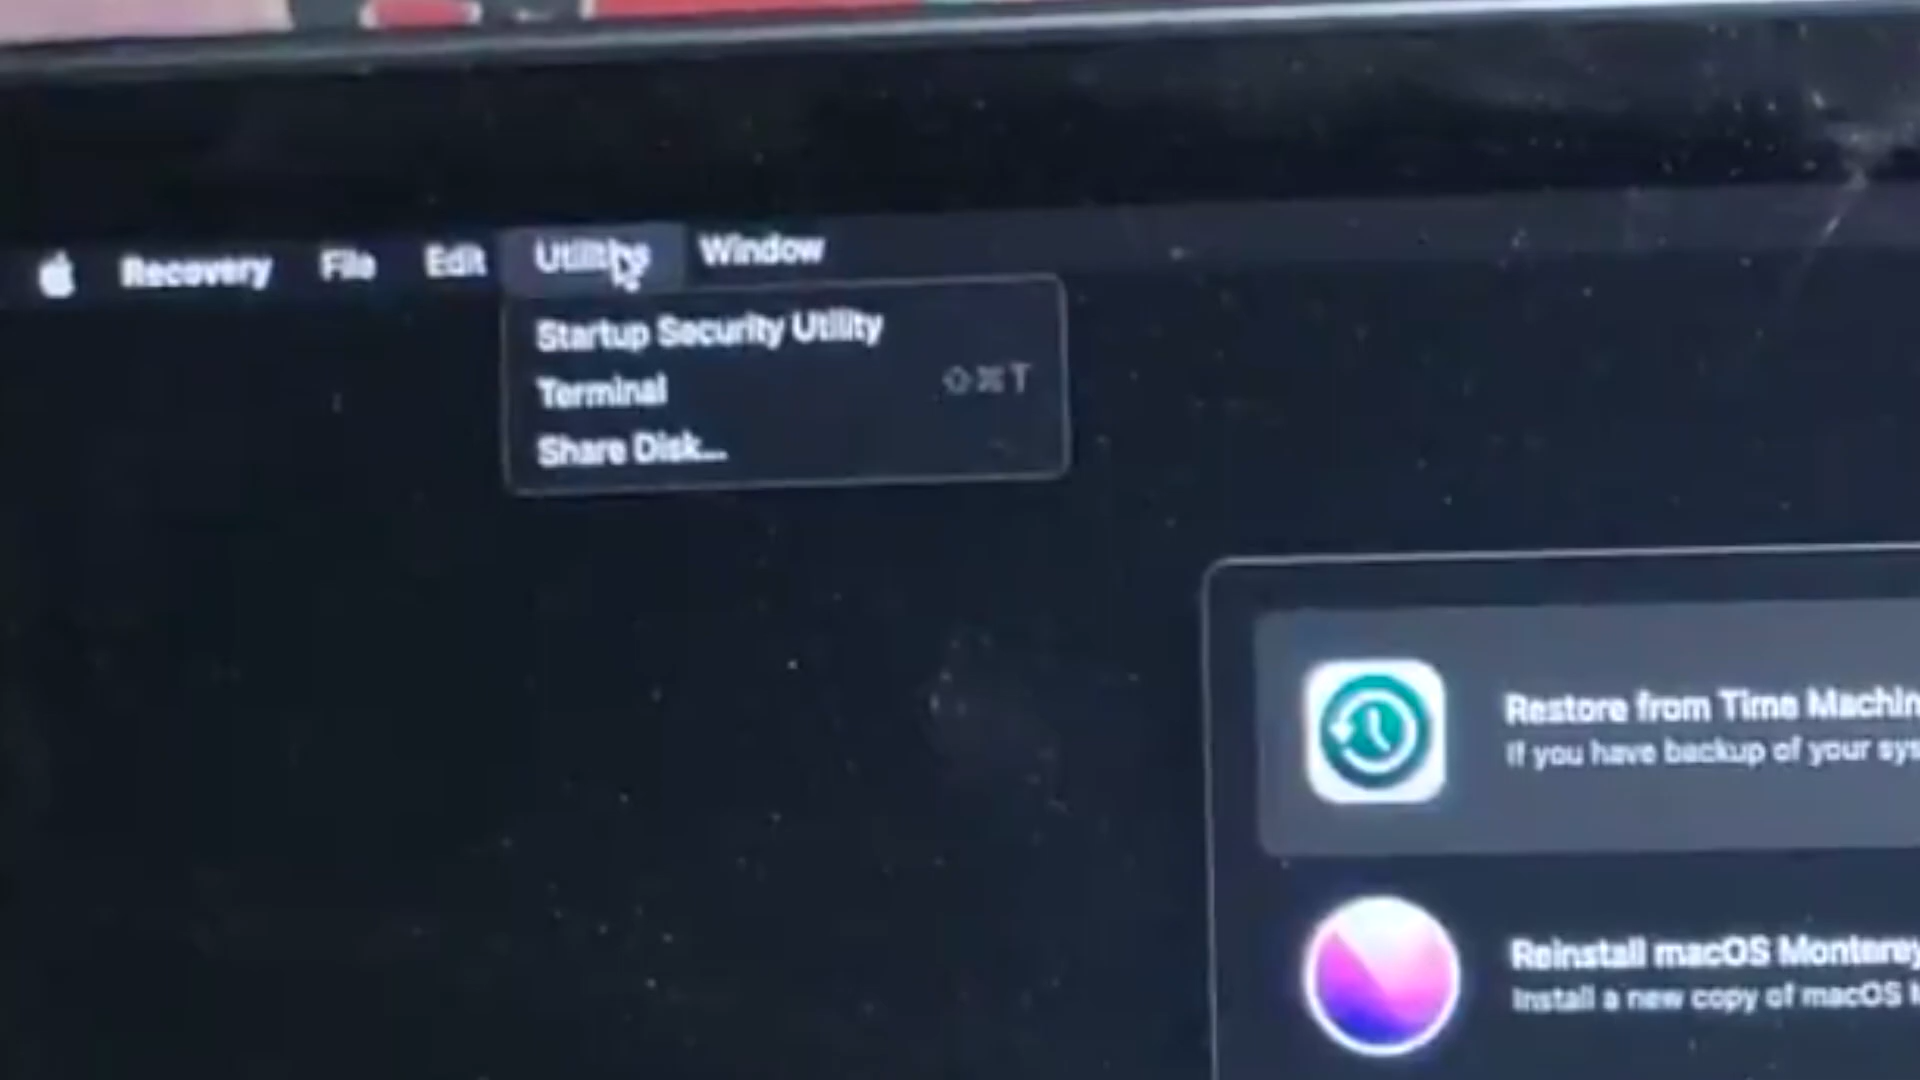 Recovery File Edit Utilities Window
Startup Security Utility
Terminal ⇧⌘T
Share Disk...
Restore from Time Machin
If you have backup of your sys
Reinstall macOS Monterey
Install a new copy of macOS M